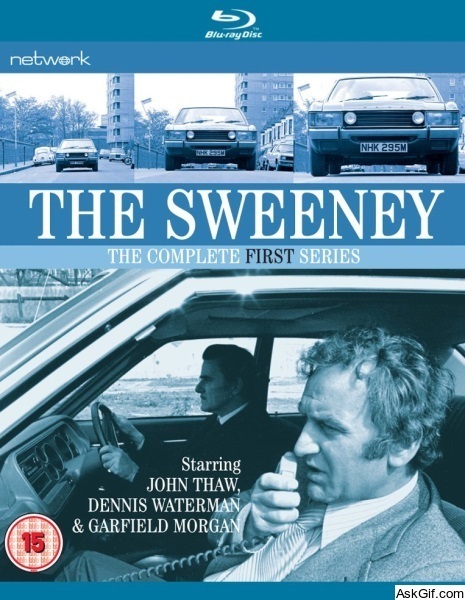 Blu-ray Disc
network
NHK 295M
NHK 295M
THE SWEENEY
THE COMPLETE FIRST SERIES
Starring
JOHN THAW,
DENNIS WATERMAN
& GARFIELD MORGAN
15
AskGif.com